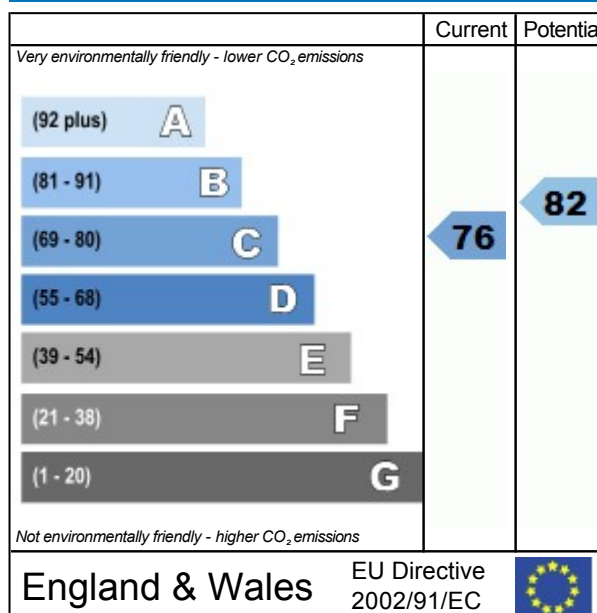 Current Potentia
Very environmentally friendly - lower CO₂ emissions
(92 plus) A
(81 - 91) B
82
(69 - 80) C
76
(55 - 68) D
(39 - 54) E
(21 - 38) F
(1 - 20) G
Not environmentally friendly - higher CO₂ emissions
England & Wales
EU Directive
2002/91/EC